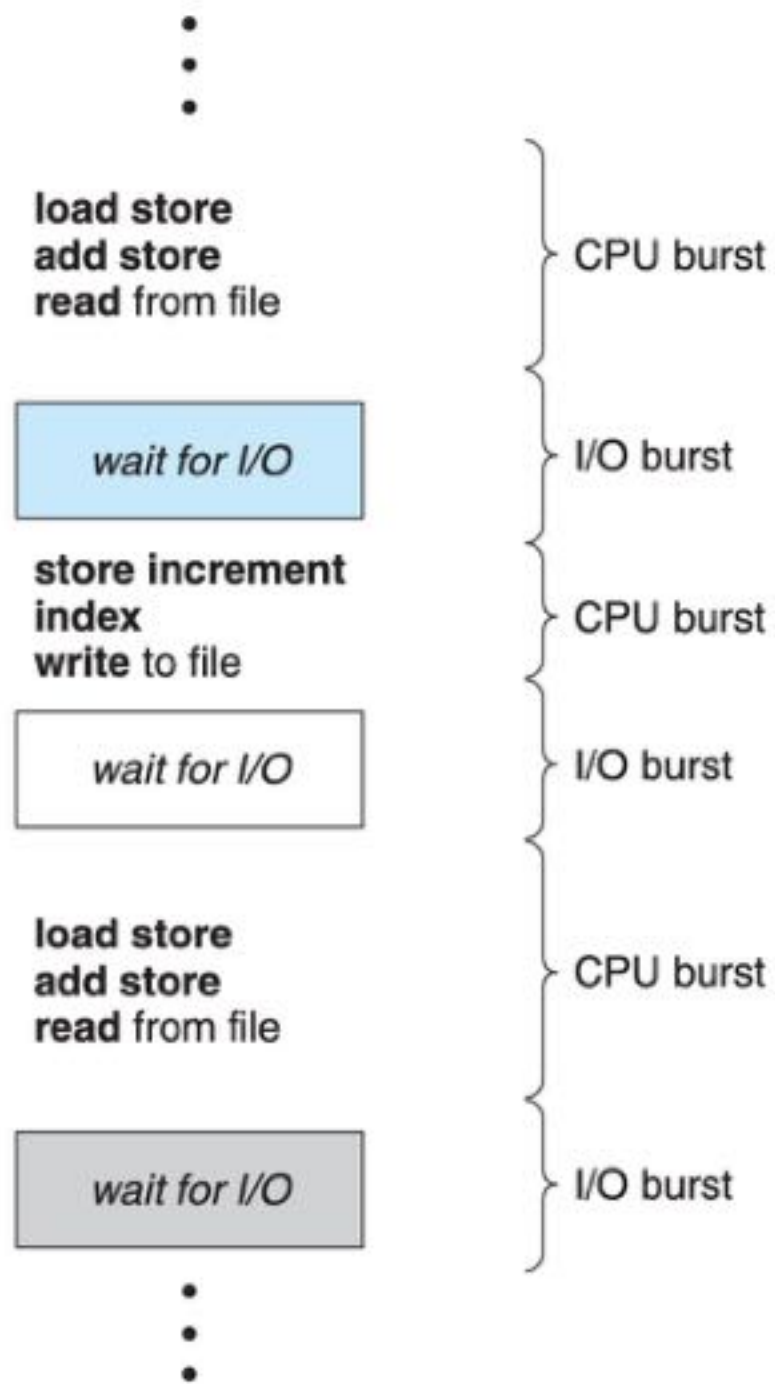 load store
add store
read from file
CPU burst
wait for I/O
I/O burst
store increment
index
write to file
CPU burst
wait for I/O
I/O burst
load store
add store
read from file
CPU burst
wait for I/O
I/O burst